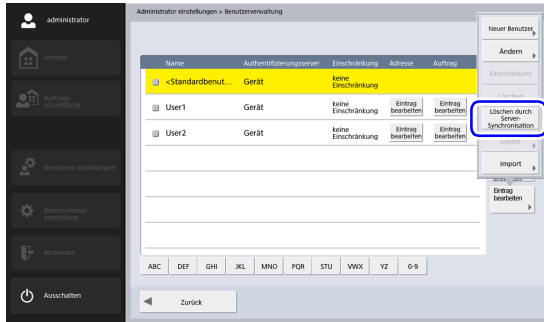 administrator
Anfang
Auftrags-
schaltfläche
Benutzere instellungen
Administrator -
einstellung
Abmelden
Ausschalten
Administrator einstellungen > Benutzerverwaltung
Name Authentifizierungsserver Einschränkung Adresse Auftrag
<Standardbenut... Gerät keine
Einschränkung
User1 Gerät keine
Einschränkung Eintrag
bearbeiten Eintrag
bearbeiten
User2 Gerät keine
Einschränkung Eintrag
bearbeiten Eintrag
bearbeiten
ABC DEF GHI JKL MNO PQR STU VWX YZ 0-9
Zurück
Neuer Benutzer
Ändern
Einschränkung
Löschen
Löschen durch
Server-
Synchronisation
Export
Import
Eintrag
bearbeiten